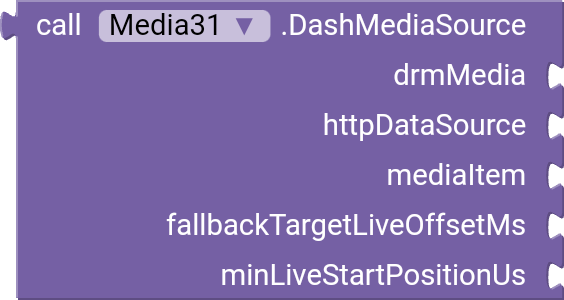 call Media31 ▼ .DashMediaSource
drmMedia
httpDataSource
mediaItem
fallbackTargetLiveOffsetMs
minLiveStartPositionUs